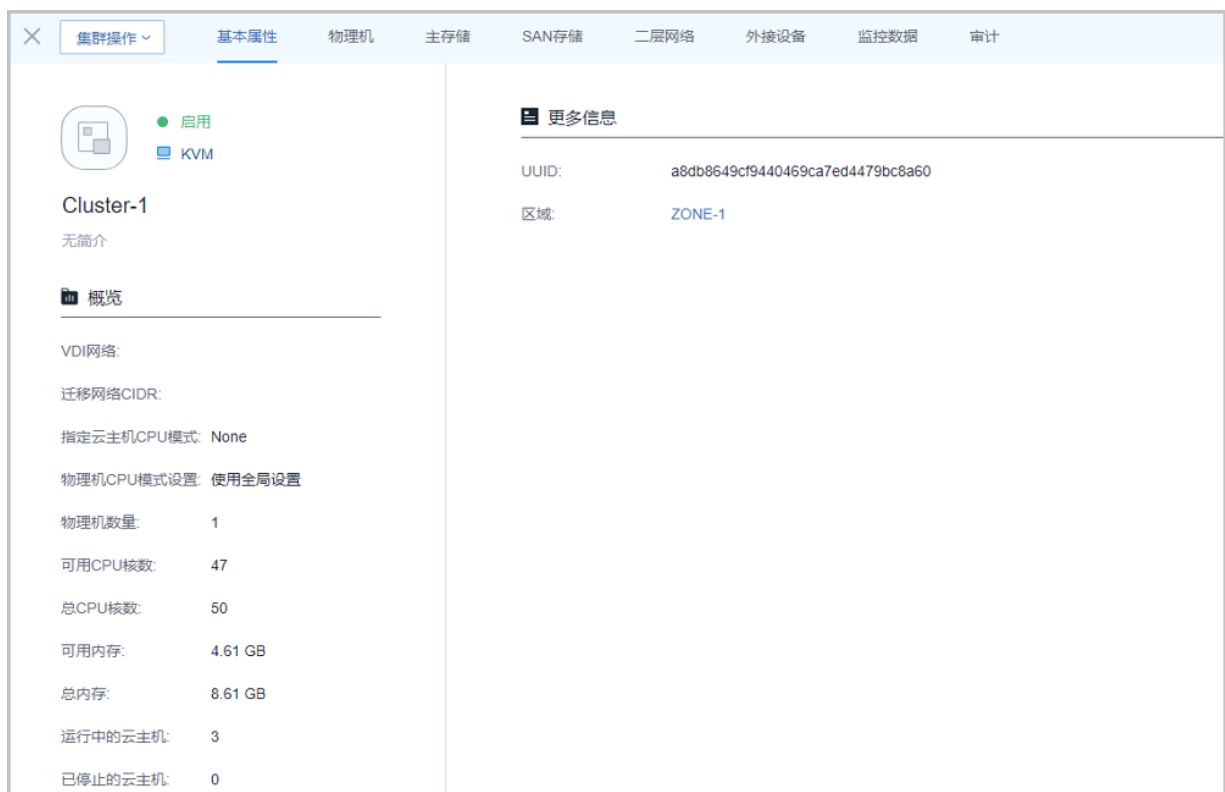 集群操作 基本属性 物理机 主存储 SAN存储 二层网络 外接设备 监控数据 审计
启用
KVM
Cluster-1
无简介
概览
VDI网络:
迁移网络CIDR:
指定云主机CPU模式: None
物理机CPU模式设置: 使用全局设置
物理机数量: 1
可用CPU核数: 47
总CPU核数: 50
可用内存: 4.61 GB
总内存: 8.61 GB
运行中的云主机: 3
已停止的云主机: 0
更多信息
UUID: a8db8649cf9440469ca7ed4479bc8a60
区域: ZONE-1